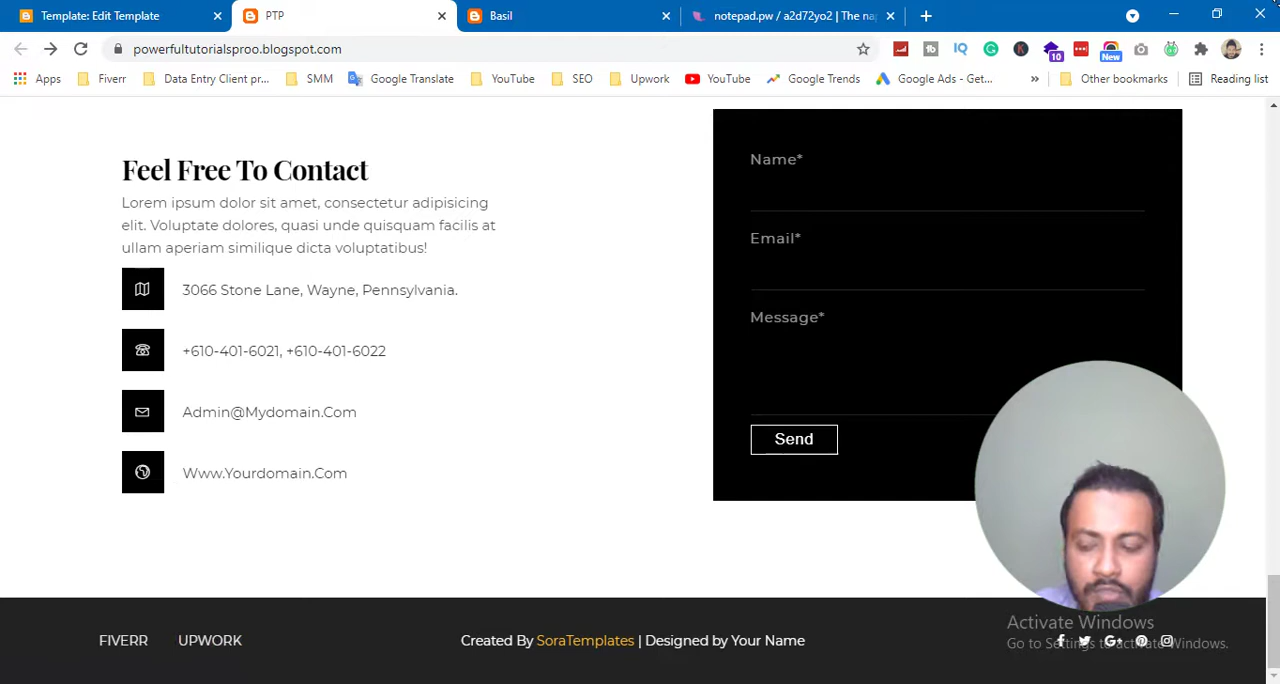 Template: Edit Template
PTP
Basil
notepad.pw / a2d72yo2 | The na
powerfultutorialsproo.blogspot.com
IQ
K
10
New
Apps
Fiverr
Data Entry Client pr...
SMM
Google Translate
YouTube
SEO
Upwork
YouTube
Google Trends
Google Ads - Get...
»
Other bookmarks
Reading list
Feel Free To Contact
Lorem ipsum dolor sit amet, consectetur adipisicing
elit. Voluptate dolores, quasi unde quisquam facilis at
ullam aperiam similique dicta voluptatibus!
3066 Stone Lane, Wayne, Pennsylvania.
+610-401-6021, +610-401-6022
Admin@Mydomain.Com
Www.Yourdomain.Com
Name*
Email*
Message*
Send
FIVERR
UPWORK
Created By SoraTemplates | Designed by Your Name
Activate Windows
Go to Settings to activate Windows.